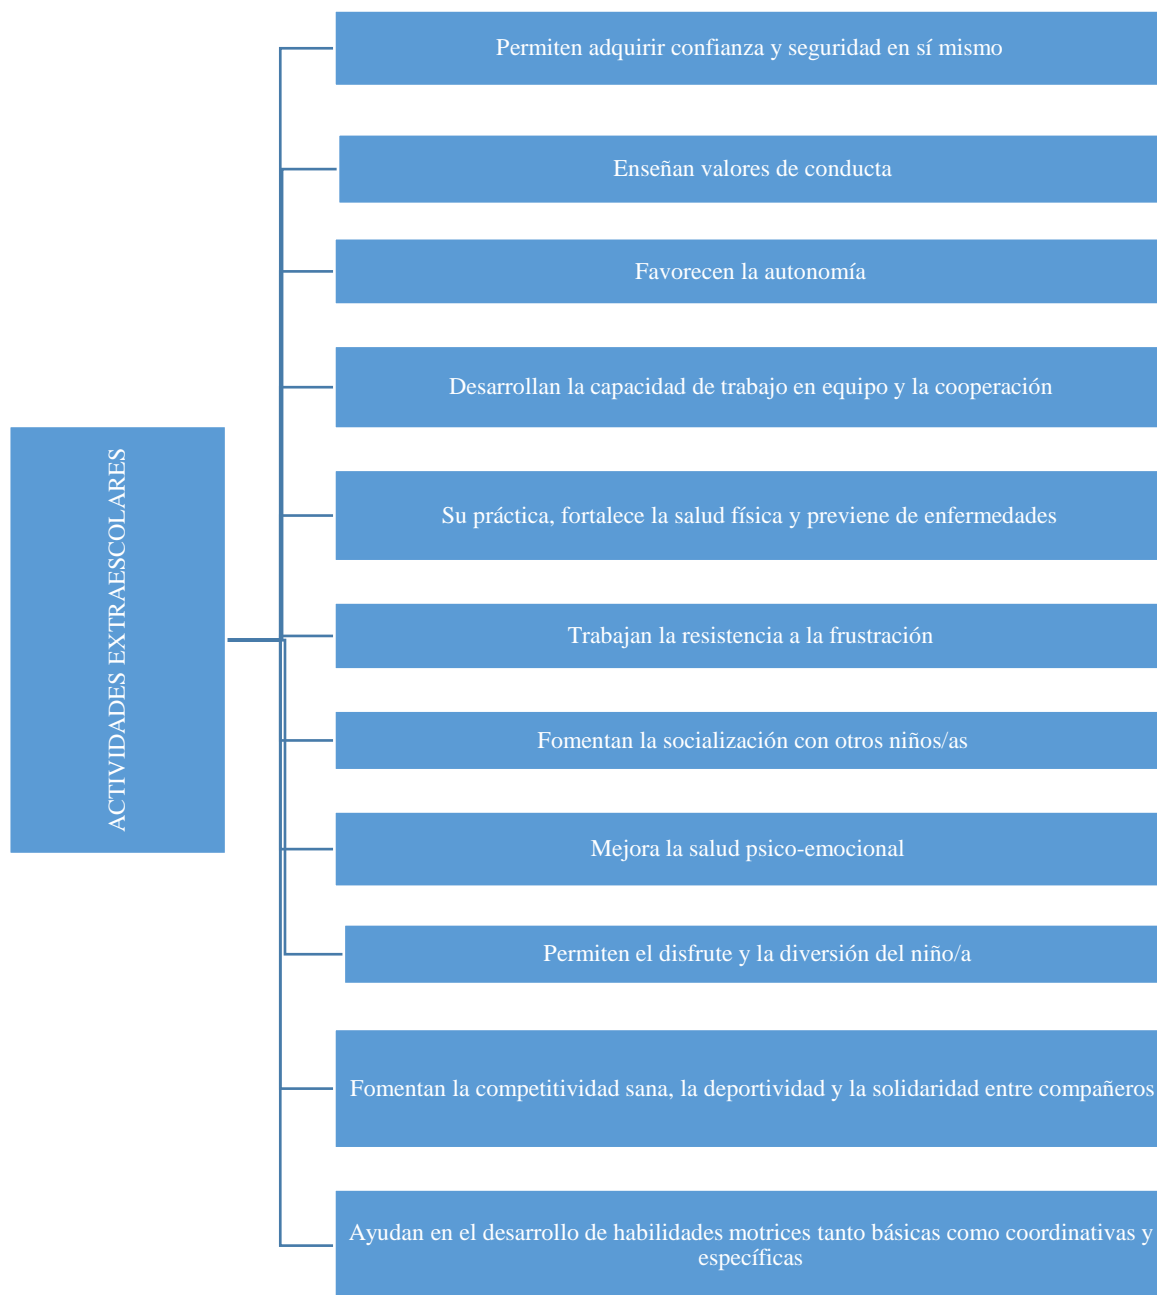 Permiten adquirir confianza y seguridad en sí mismo
Enseñan valores de conducta
Favorecen la autonomía
Desarrollan la capacidad de trabajo en equipo y la cooperación
ACTIVIDADES EXTRAESCOLARES
Su práctica, fortalece la salud física y previene de enfermedades
Trabajan la resistencia a la frustración
Fomentan la socialización con otros niños/as
Mejora la salud psico-emocional
Permiten el disfrute y la diversión del niño/a
Fomentan la competitividad sana, la deportividad y la solidaridad entre compañeros
Ayudan en el desarrollo de habilidades motrices tanto básicas como coordinativas y
específicas